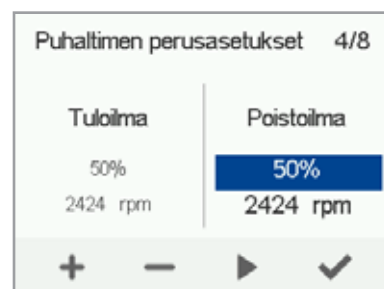 Puhaltimen perusasetukset 4/8
Tuloilma
50%
2424 rpm
Poistoilma
50%
2424 rpm